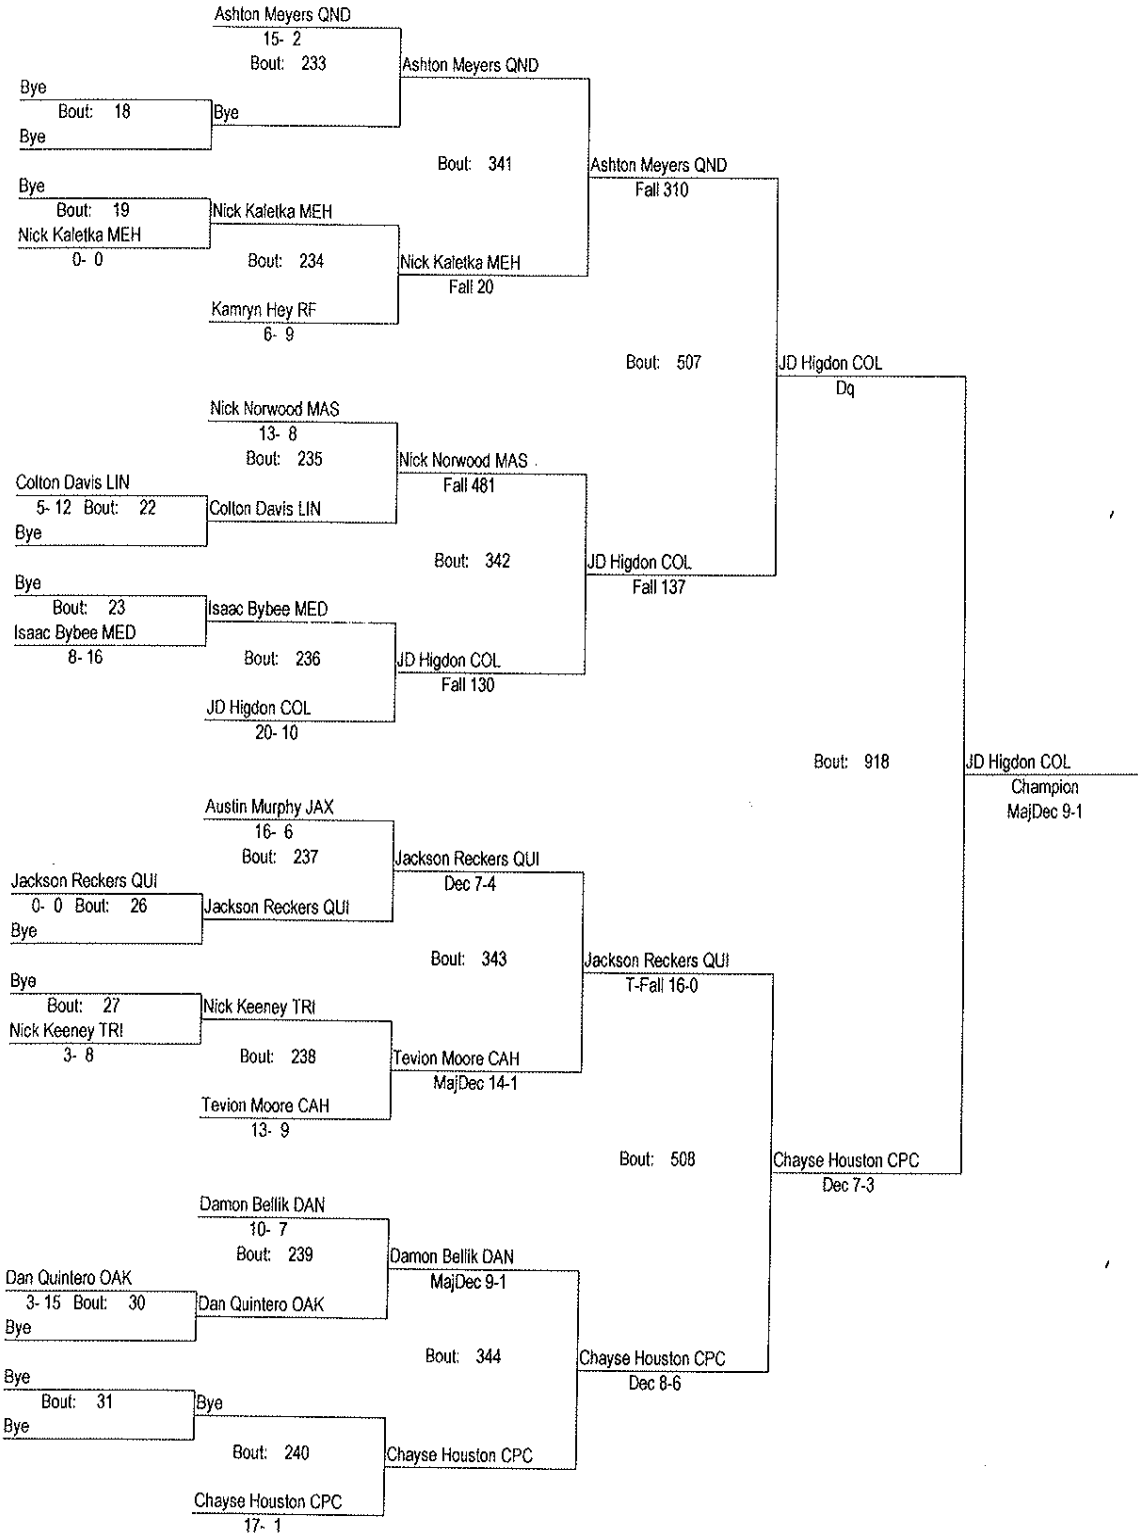 Ashton Meyers QND
15- 2
Bout: 233
Ashton Meyers QND
Bye
Bout: 18
Bye
Bye
Bout: 341
Ashton Meyers QND
Fall 310
Bye
Bout: 19
Nick Kaletka MEH
Nick Kaletka MEH
0- 0
Bout: 234
Nick Kaletka MEH
Fall 20
Kamryn Hey RF
6- 9
Bout: 507
JD Higdon COL
Dq
Nick Norwood MAS
13- 8
Bout: 235
Nick Norwood MAS
Fall 481
Colton Davis LIN
5- 12 Bout: 22
Colton Davis LIN
Bye
Bout: 342
JD Higdon COL
Fall 137
Bye
Bout: 23
Isaac Bybee MED
Isaac Bybee MED
8- 16
Bout: 236
JD Higdon COL
Fall 130
JD Higdon COL
20- 10
Bout: 918
JD Higdon COL
Champion
MajDec 9-1
Austin Murphy JAX
16- 6
Bout: 237
Jackson Reckers QUI
Dec 7-4
Jackson Reckers QUI
0- 0 Bout: 26
Jackson Reckers QUI
Bye
Bout: 343
Jackson Reckers QUI
T-Fall 16-0
Bye
Bout: 27
Nick Keeney TRI
Nick Keeney TRI
3- 8
Bout: 238
Tevion Moore CAH
MajDec 14-1
Tevion Moore CAH
13- 9
Bout: 508
Chayse Houston CPC
Dec 7-3
Damon Bellik DAN
10- 7
Bout: 239
Damon Bellik DAN
MajDec 9-1
Dan Quintero OAK
3- 15 Bout: 30
Dan Quintero OAK
Bye
Bout: 344
Chayse Houston CPC
Dec 8-6
Bye
Bout: 31
Bye
Bye
Bout: 240
Chayse Houston CPC
Chayse Houston CPC
17- 1